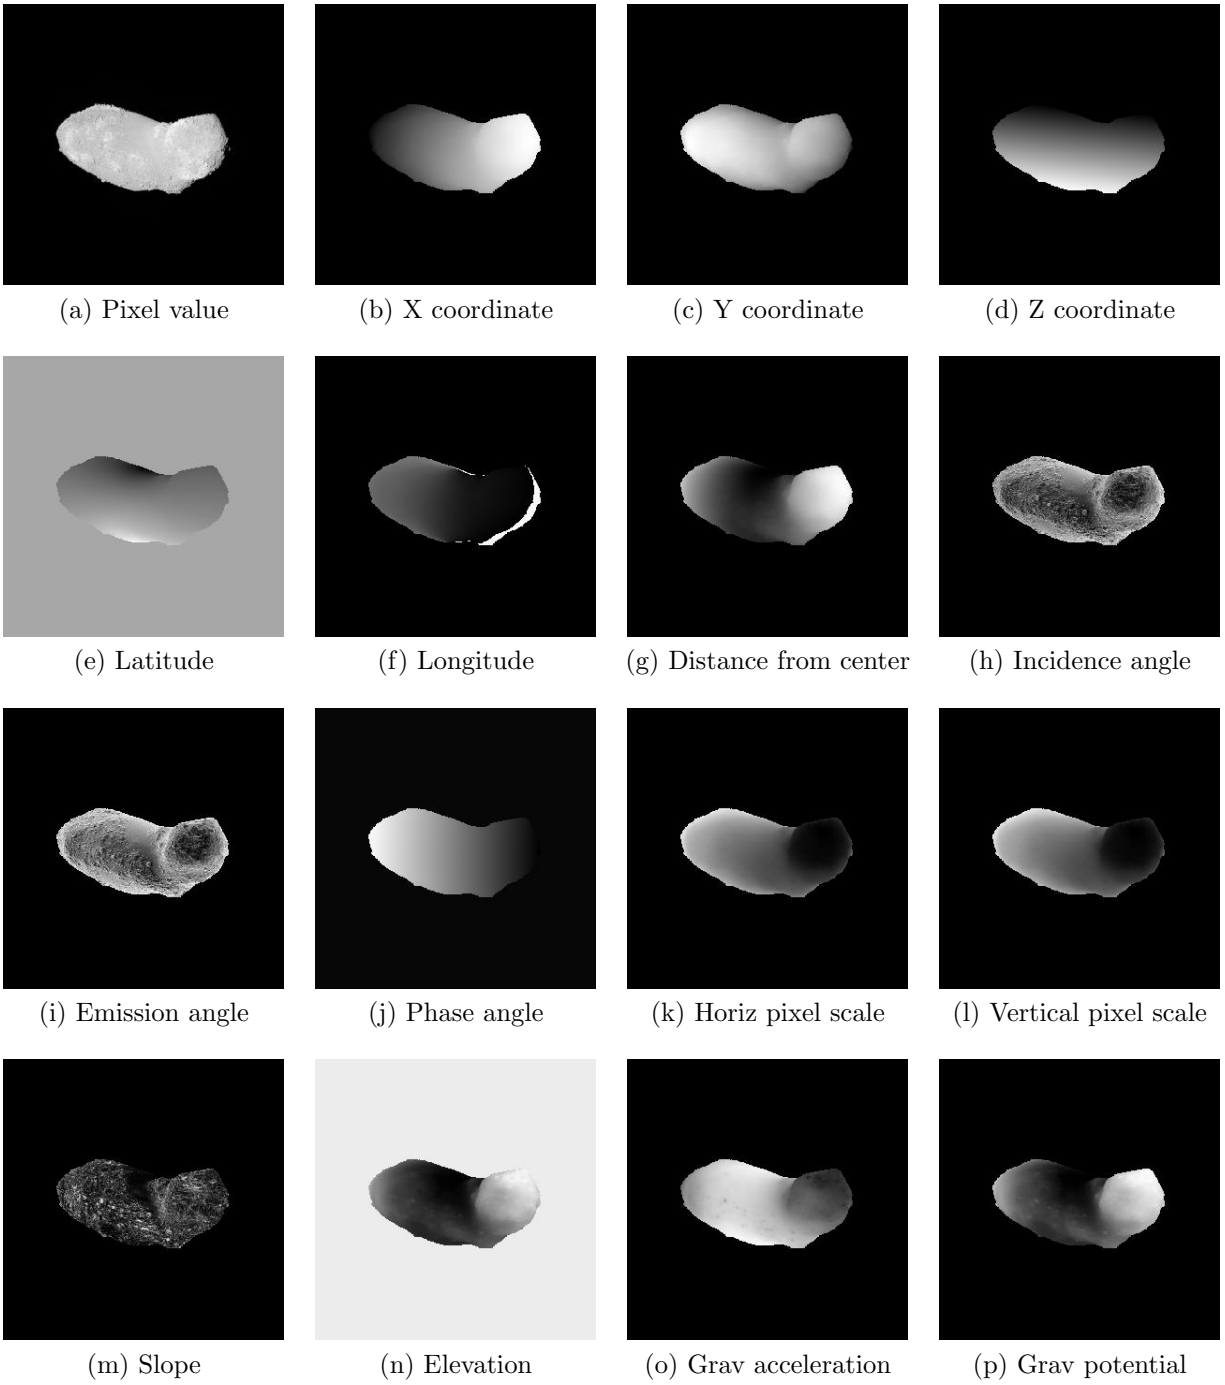 (a) Pixel value
(b) X coordinate
(c) Y coordinate
(d) Z coordinate
(e) Latitude
(f) Longitude
(g) Distance from center
(h) Incidence angle
(i) Emission angle
(j) Phase angle
(k) Horiz pixel scale
(l) Vertical pixel scale
(m) Slope
(n) Elevation
(o) Grav acceleration
(p) Grav potential